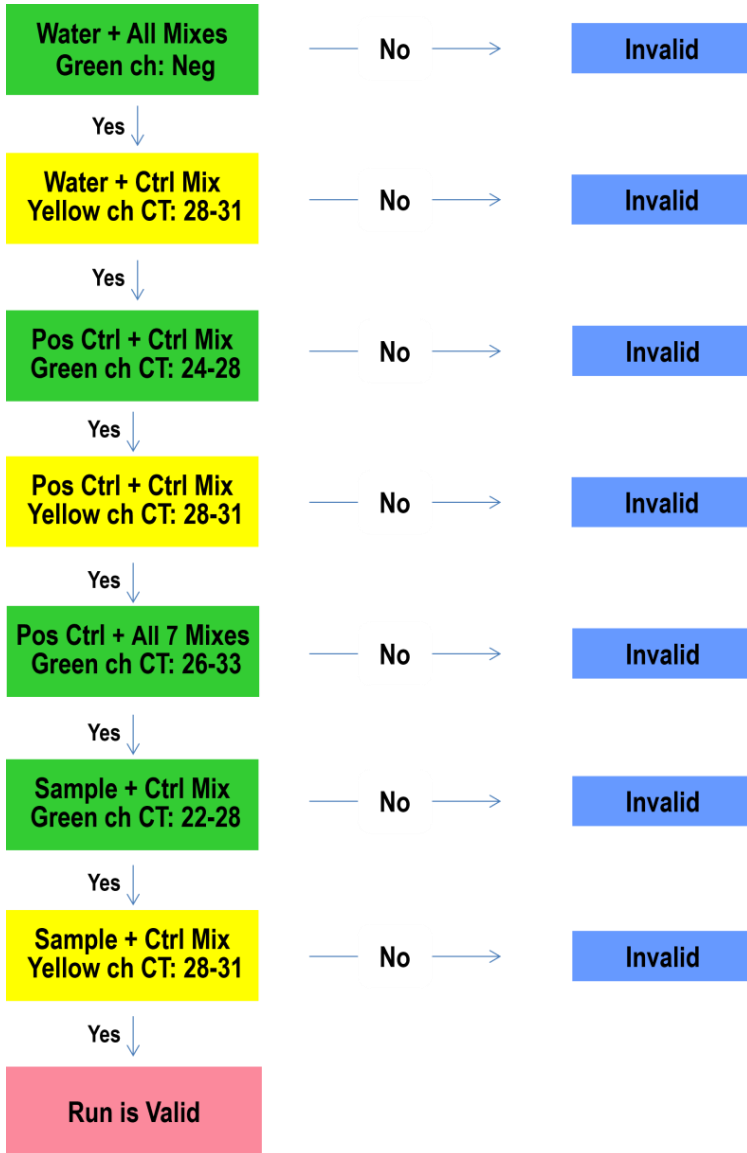 Water + All Mixes
Green ch: Neg
No
Invalid
Yes
Water + Ctrl Mix
Yellow ch CT: 28-31
No
Invalid
Yes
Pos Ctrl + Ctrl Mix
Green ch CT: 24-28
No
Invalid
Yes
Pos Ctrl + Ctrl Mix
Yellow ch CT: 28-31
No
Invalid
Yes
Pos Ctrl + All 7 Mixes
Green ch CT: 26-33
No
Invalid
Yes
Sample + Ctrl Mix
Green ch CT: 22-28
No
Invalid
Yes
Sample + Ctrl Mix
Yellow ch CT: 28-31
No
Invalid
Yes
Run is Valid